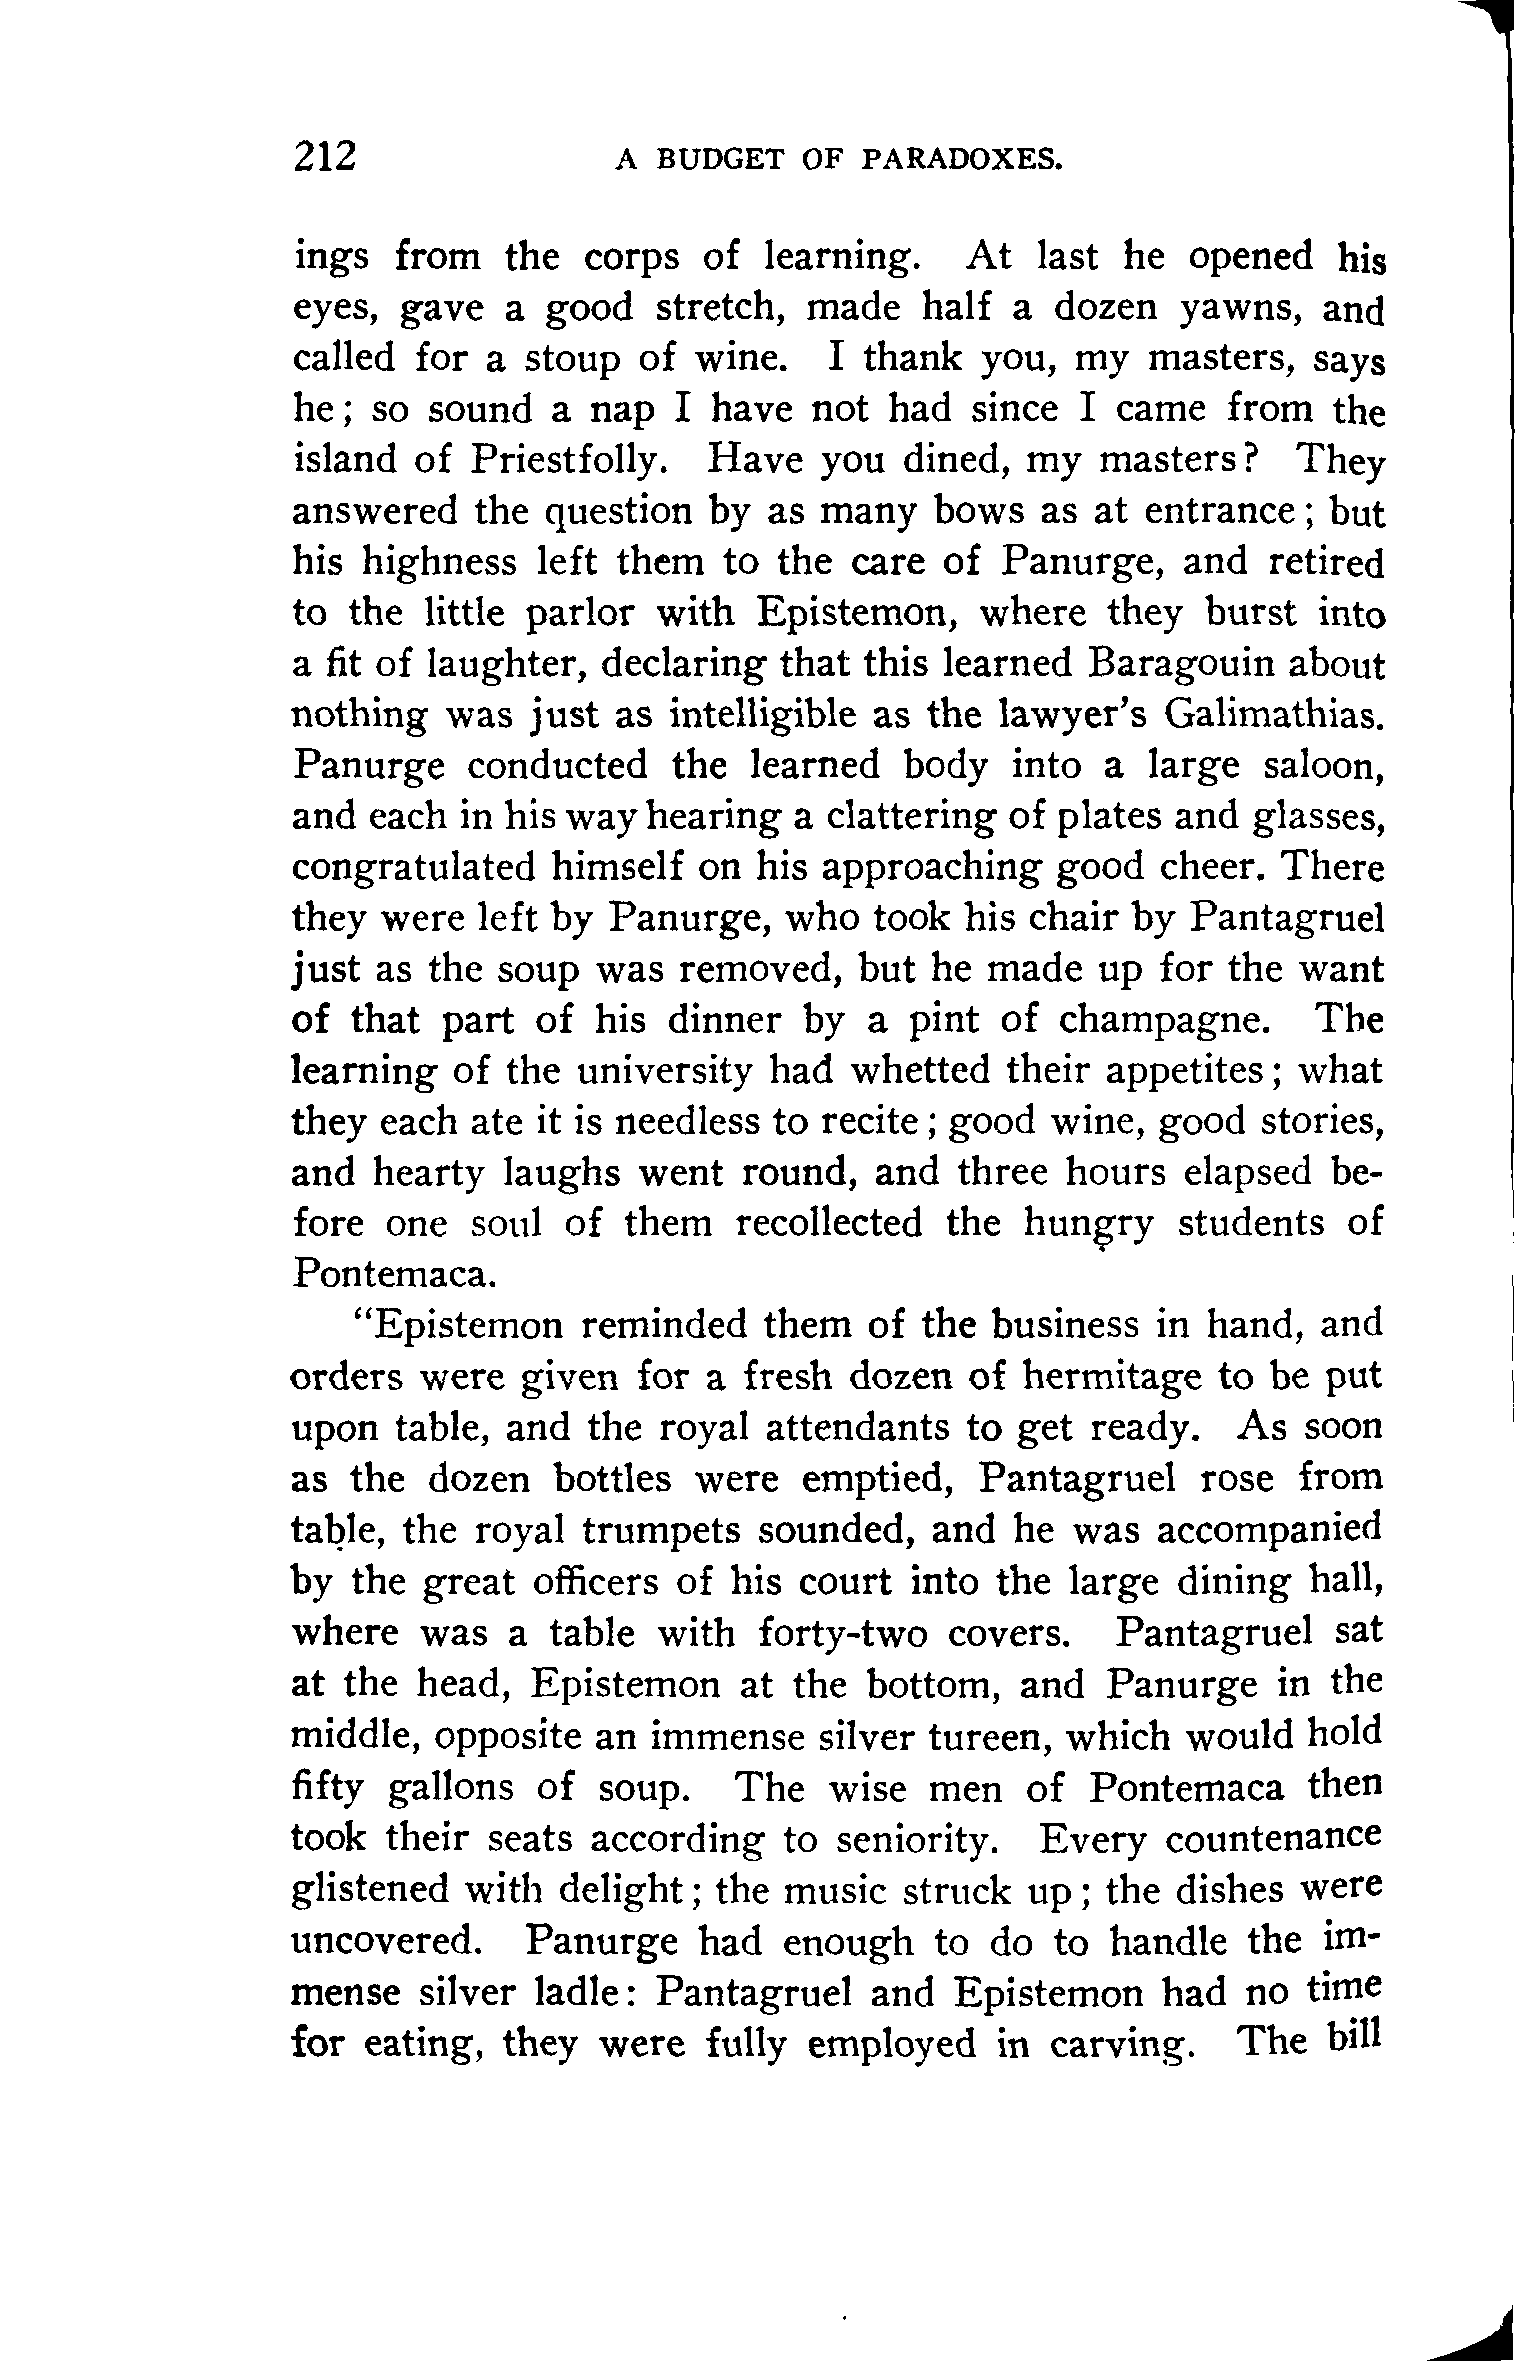 212 A BUDGET OF PARADOXES.
ings from the corps of learning. At last he opened his
eyes, gave a good stretch, made half a dozen yawns, and
called for a stoup of wine. I thank you, my masters, says
he; so sound a nap I have not had since I came from the
island of Priestfolly. Have you dined, my masters? They
answered the question by as many bows as at entrance; but
his highness left them to the care of Panurge, and retired
to the little parlor with Epistemon, where they burst into
a fit of laughter, declaring that this learned Baragouin about
nothing was just as intelligible as the lawyer's Galimathias.
Panurge conducted the learned body into a large saloon,
and each in his way hearing a clattering of plates and glasses,
congratulated himself on his approaching good cheer. There
they were left by Panurge, who took his chair by Pantagruel
just as the soup was removed, but he made up for the want
of that part of his dinner by a pint of champagne. The
learning of the university had whetted their appetites; what
they each ate it is needless to recite; good wine, good stories,
and hearty laughs went round, and three hours elapsed be-
fore one soul of them recollected the hungry students of
Pontemaca.
"Epistemon reminded them of the business in hand, and
orders were given for a fresh dozen of hermitage to be put
upon table, and the royal attendants to get ready. As soon
as the dozen bottles were emptied, Pantagruel rose from
table, the royal trumpets sounded, and he was accompanied
by the great officers of his court into the large dining hall,
where was a table with forty-two covers. Pantagruel sat
at the head, Epistemon at the bottom, and Panurge in the
middle, opposite an immense silver tureen, which would hold
fifty gallons of soup. The wise men of Pontemaca then
took their seats according to seniority. Every countenance
glistened with delight; the music struck up; the dishes were
uncovered. Panurge had enough to do to handle the im-
mense silver ladle: Pantagruel and Epistemon had no time
for eating, they were fully employed in carving. The bill